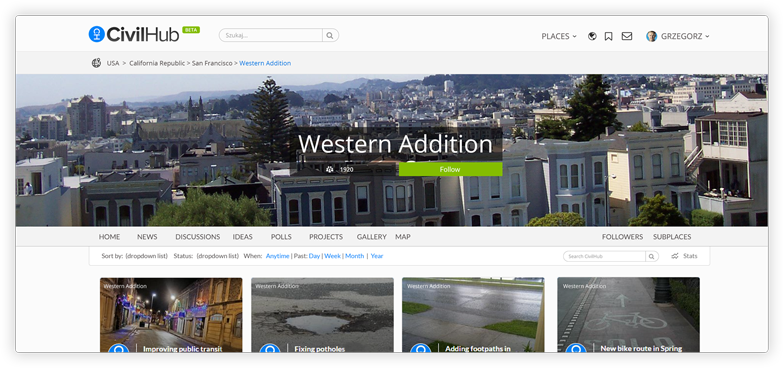 CivilHub BETA
Szukaj...
PLACES
GRZEGORZ
USA > California Republic > San Francisco > Western Addition
Western Addition
1920
Follow
HOME NEWS DISCUSSIONS IDEAS POLLS PROJECTS GALLERY MAP FOLLOWERS SUBPLACES
Sort by: (dropdown list) Status: (dropdown list) When: Anytime | Past: Day | Week | Month | Year
Search CivilHub
Stats
Western Addition
Improving public transit
Western Addition
Fixing potholes
Western Addition
Adding footpaths in
Western Addition
New bike route in Spring